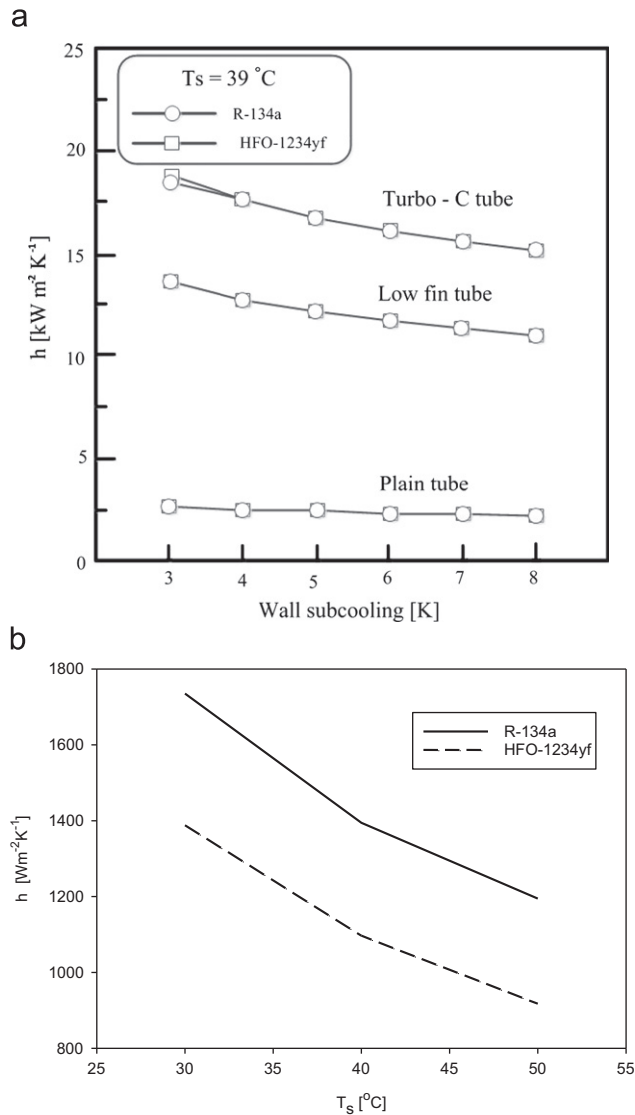 a
25
20
15
10
5
0
h [kW m⁻² K⁻¹]
Ts = 39 °C
R-134a
HFO-1234yf
Turbo - C tube
Low fin tube
Plain tube
3 4 5 6 7 8
Wall subcooling [K]
b
1800
1600
1400
1200
1000
800
h [Wm⁻²K⁻¹]
R-134a
HFO-1234yf
25 30 35 40 45 50 55
Tₛ [°C]